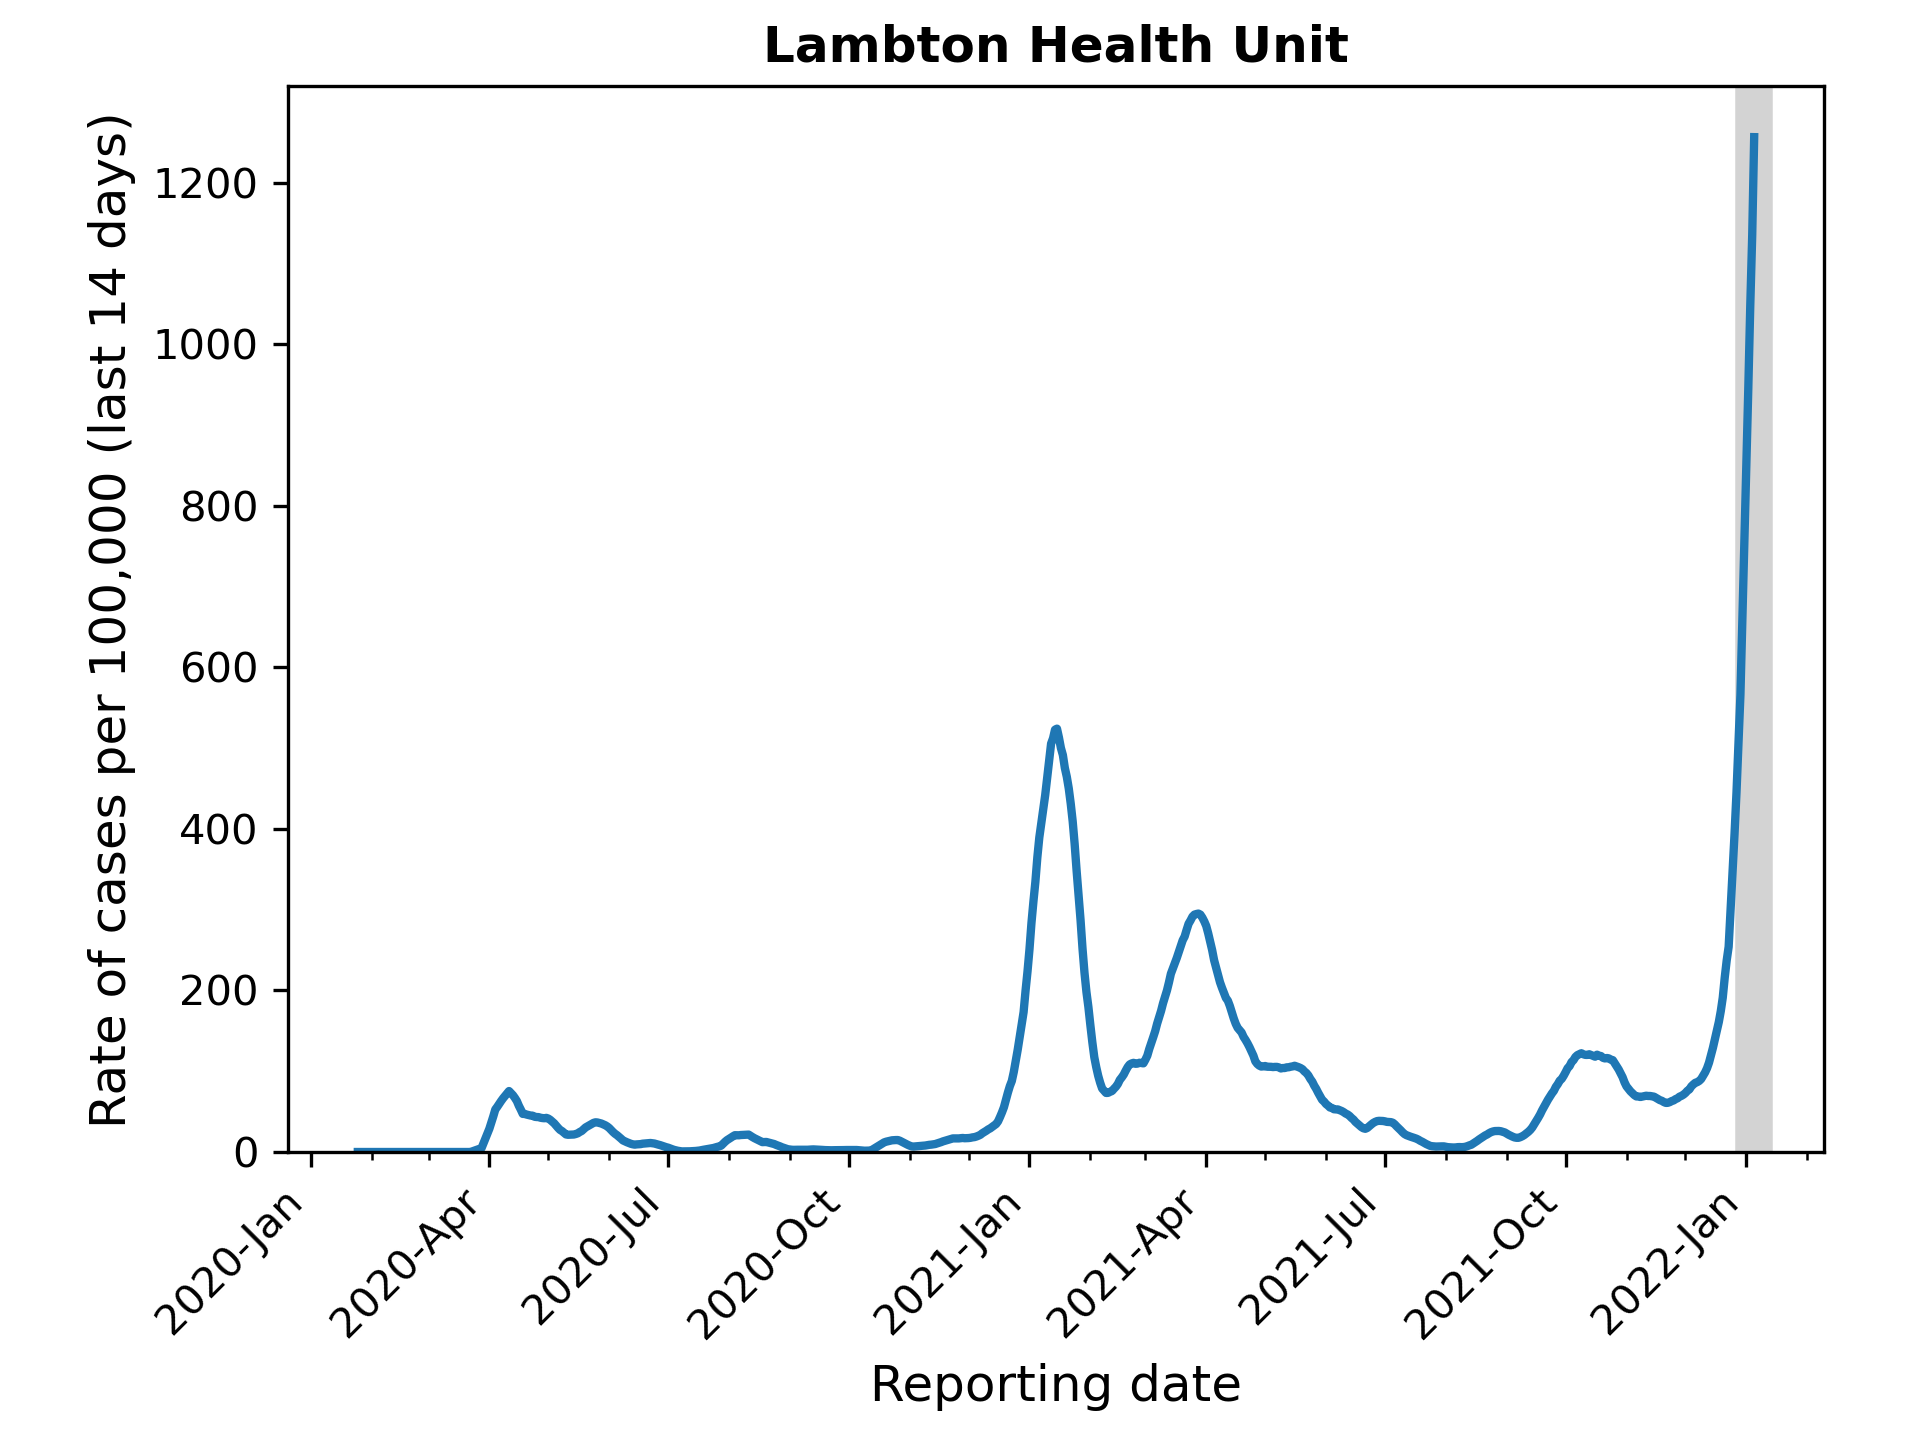 Lambton Health Unit
Rate of cases per 100,000 (last 14 days)
1200
1000
800
600
400
200
0
2020-Jan
2020-Apr
2020-Jul
2020-Oct
2021-Jan
2021-Apr
2021-Jul
2021-Oct
2022-Jan
Reporting date